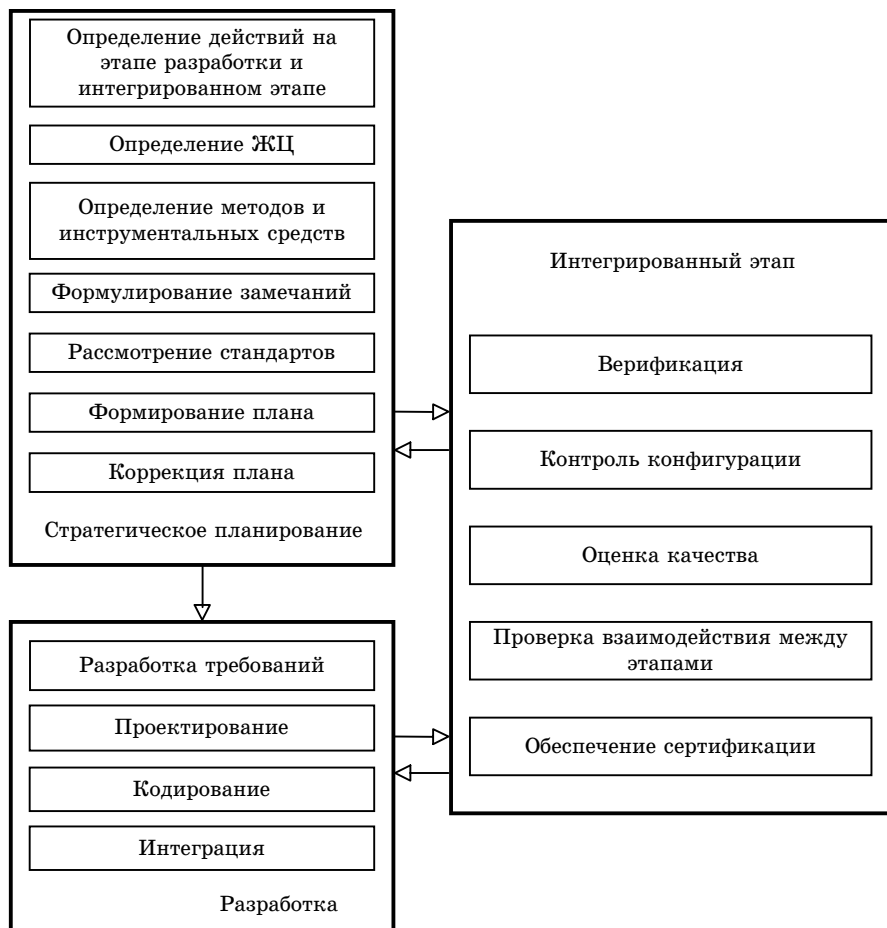 Определение действий на
этапе разработки и
интегрированном этапе
Определение ЖЦ
Определение методов и
инструментальных средств
Формулирование замечаний
Рассмотрение стандартов
Формирование плана
Коррекция плана
Стратегическое планирование
Разработка требований
Проектирование
Кодирование
Интеграция
Разработка
Интегрированный этап
Верификация
Контроль конфигурации
Оценка качества
Проверка взаимодействия между
этапами
Обеспечение сертификации